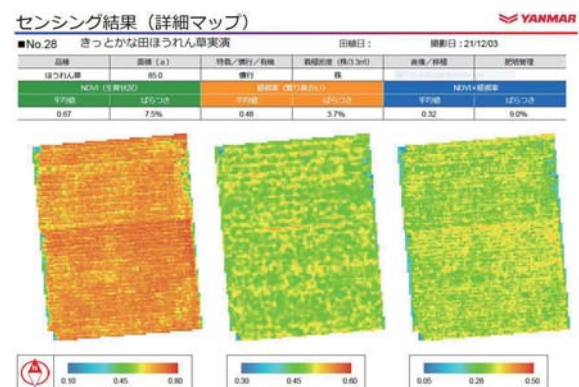 センシング結果（詳細マップ）
YANMAR
■No.28 きっとかな田ほうれん草実演 田植日： 撮影日：21/12/03
品種 面積（a） 特栽／慣行／有機 栽植密度（株/3.3㎡） 直播／移植 肥培管理
ほうれん草 85.0 慣行 株
NDVI（生育状況） 植被率（茎り具合い） NDVI×植被率
平均値 ばらつき 平均値 ばらつき 平均値 ばらつき
0.67 7.5% 0.48 3.7% 0.32 9.0%
N
0.10 0.45 0.80
0.30 0.45 0.60
0.05 0.28 0.50